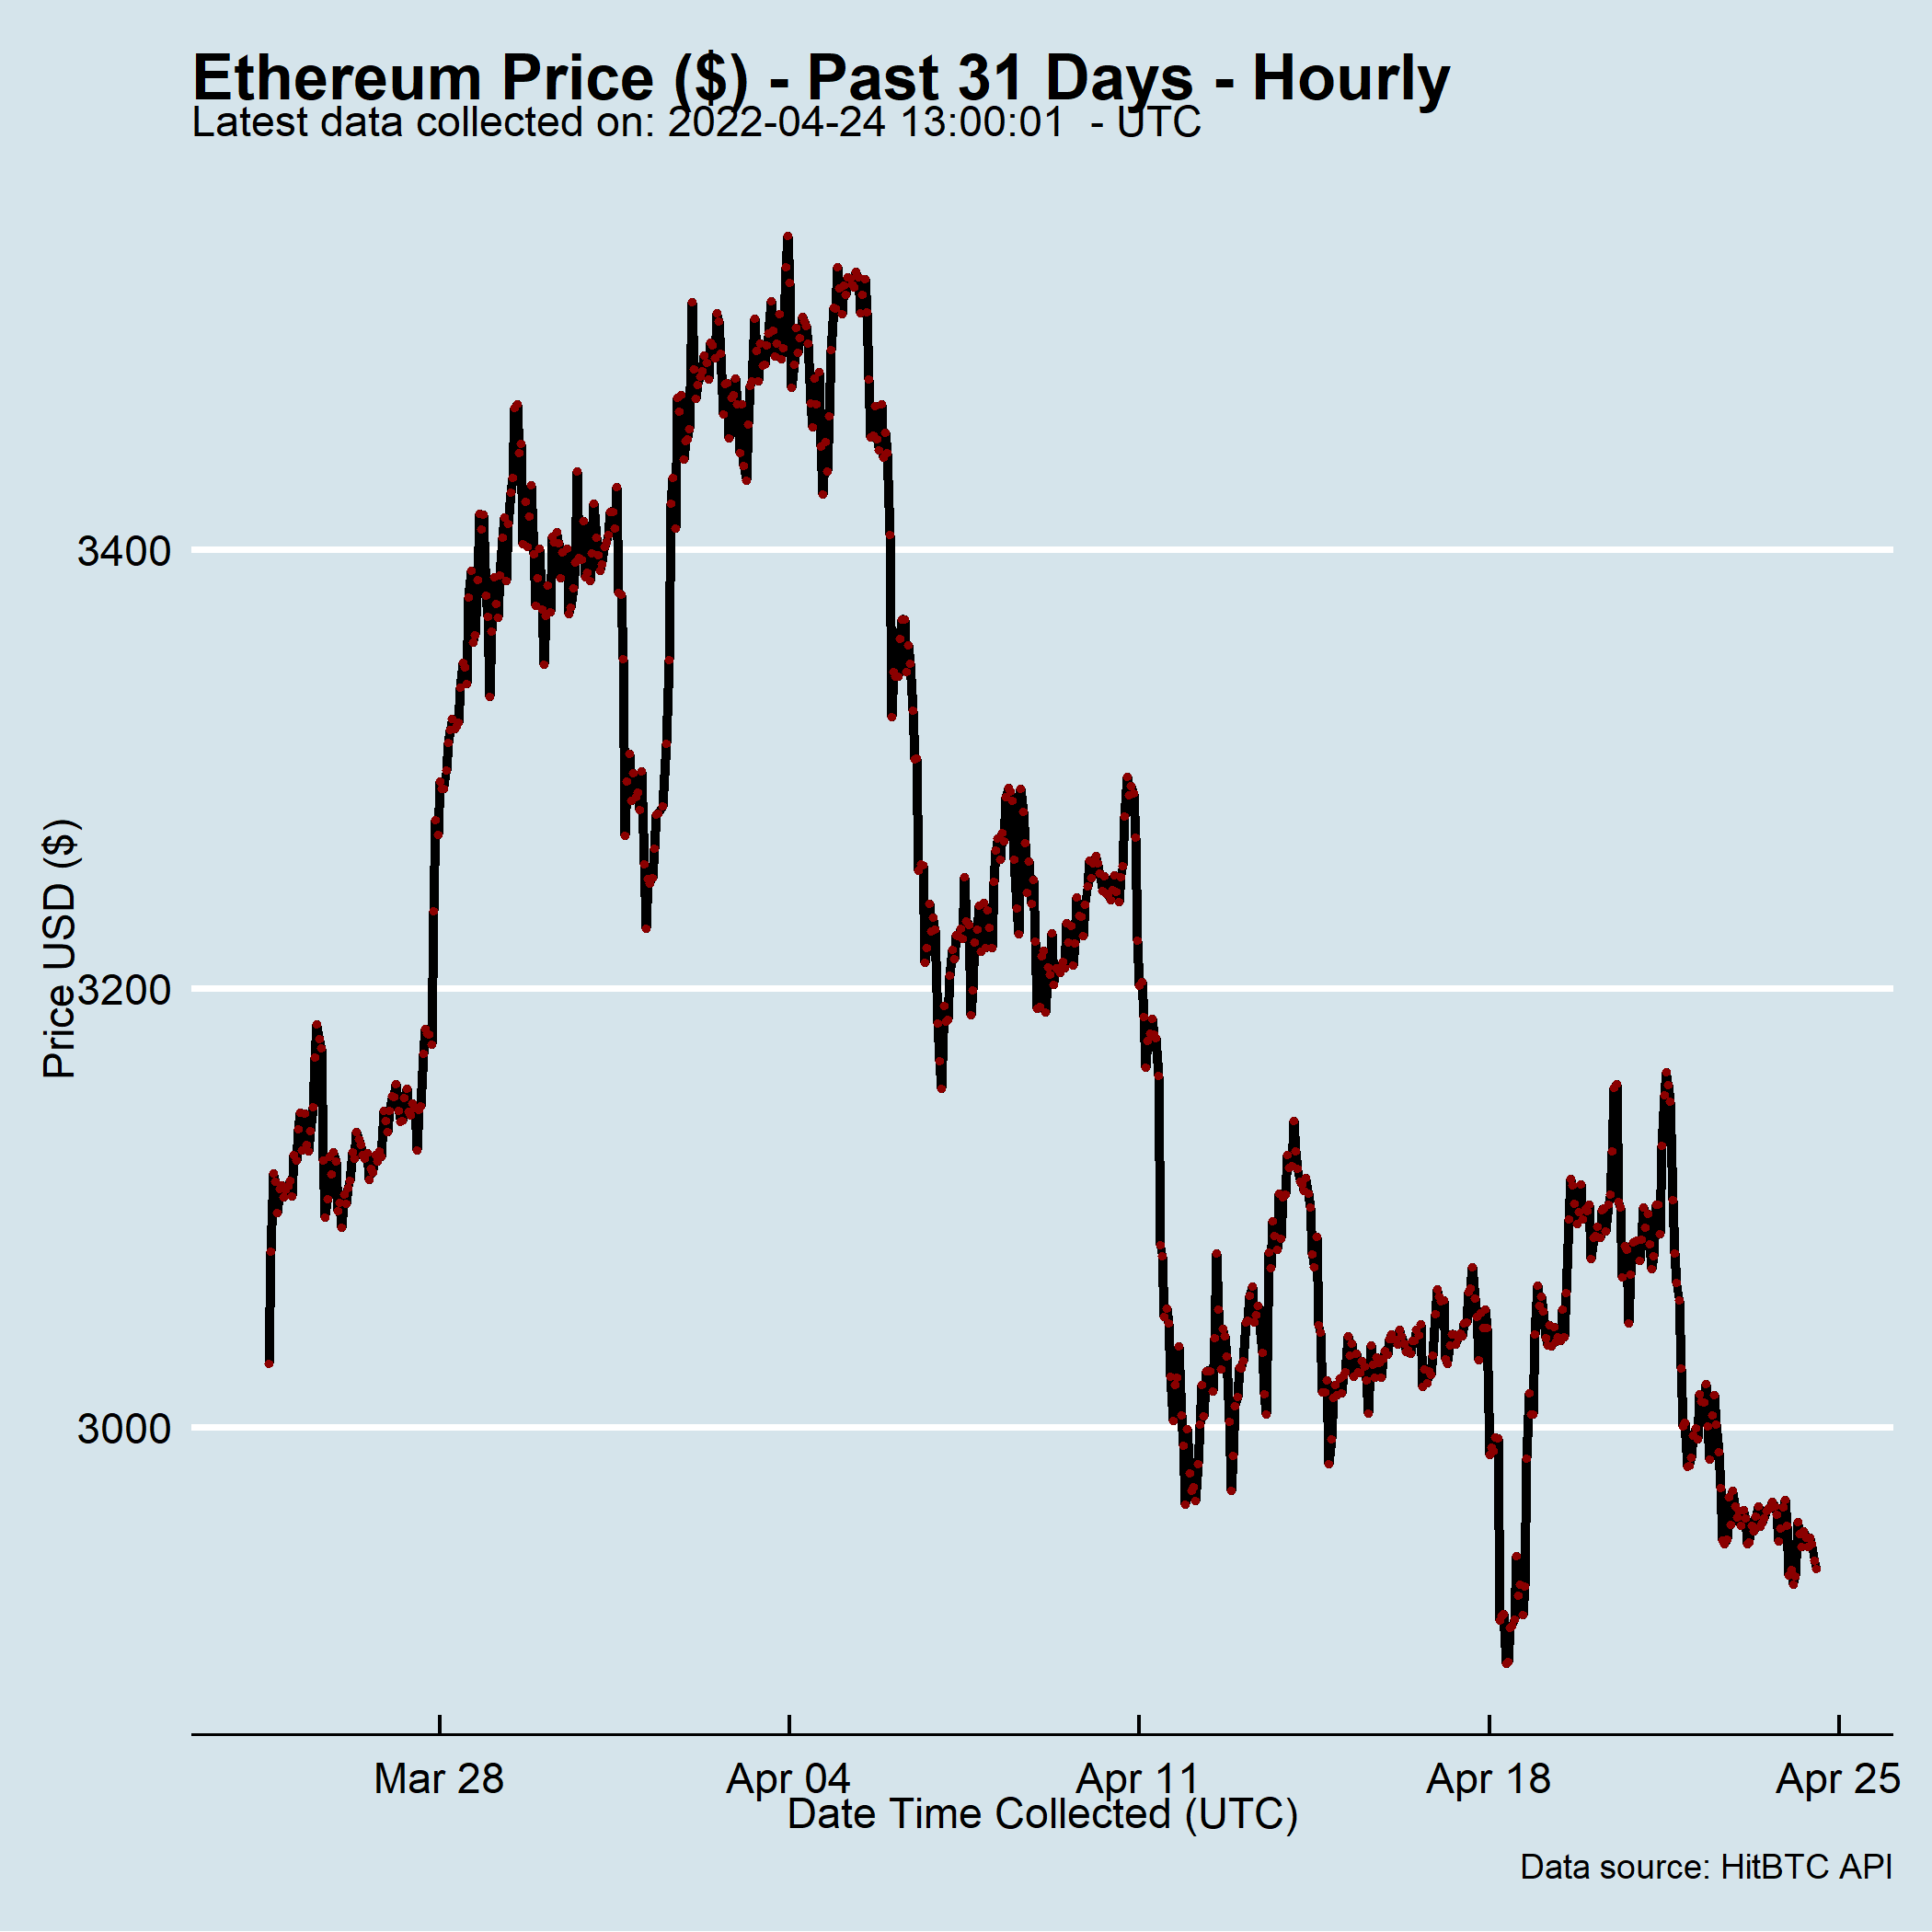 Ethereum Price ($) - Past 31 Days - Hourly
Latest data collected on: 2022-04-24 13:00:01  - UTC
Price USD ($)
3400
3200
3000
Mar 28
Apr 04
Apr 11
Apr 18
Apr 25
Date Time Collected (UTC)
Data source: HitBTC API